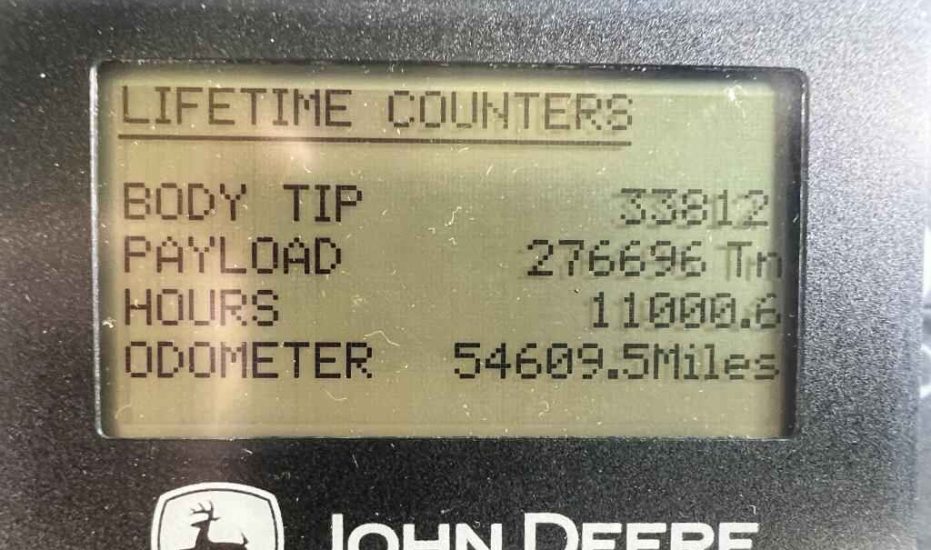 LIFETIME COUNTERS
BODY TIP 33812
PAYLOAD 276696 Tn
HOURS 11000.6
ODOMETER 54609.5Miles
JOHN DEERE